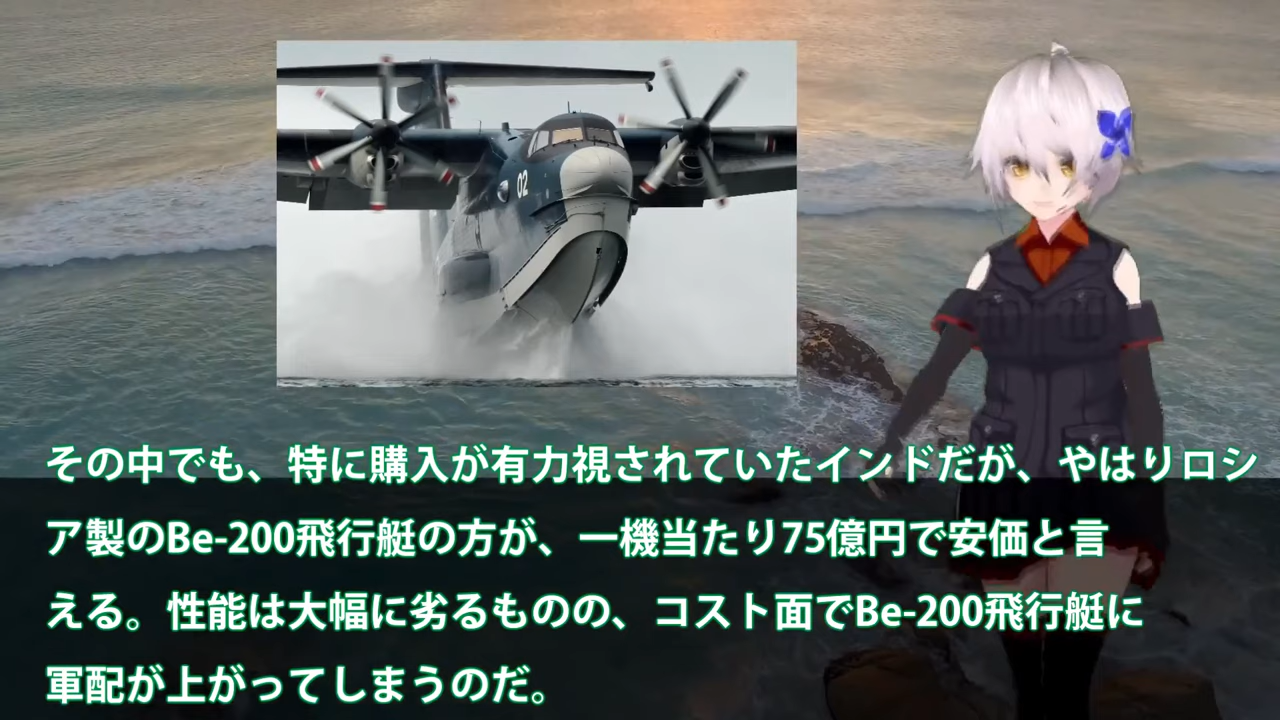 02
その中でも、特に購入が有力視されていたインドだが、やはりロシ
ア製のBe-200飛行艇の方が、一機当たり75億円で安価と言
える。性能は大幅に劣るものの、コスト面でBe-200飛行艇に
軍配が上がってしまうのだ。